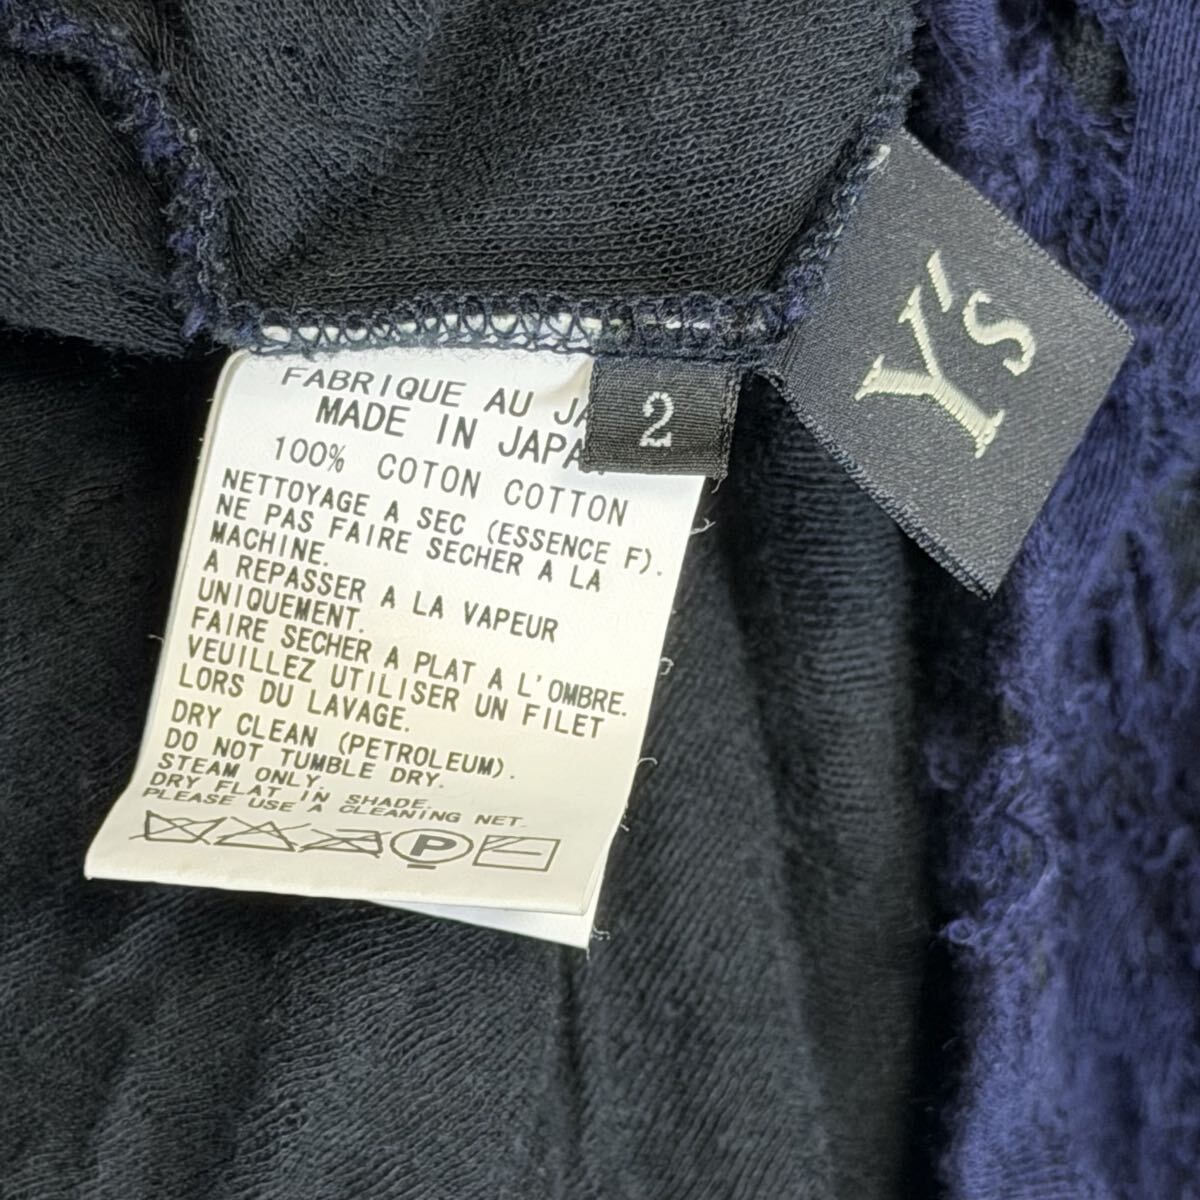 FABRIQUE AU
MADE IN JAPAN
100% COTON COTTON
NETTOYAGE A SEC (ESSENCE F).
NE PAS FAIRE SECHER A LA
MACHINE.
A REPASSER A LA VAPEUR
UNIQUEMENT.
FAIRE SECHER A PLAT A L'OMBRE.
VEUILLEZ UTILISER UN FILET
LORS DU LAVAGE.
DRY CLEAN (PETROLEUM).
DO NOT TUMBLE DRY.
STEAM ONLY.
DRY FLAT IN SHADE.
PLEASE USE A CLEANING NET.
P
2
Y's